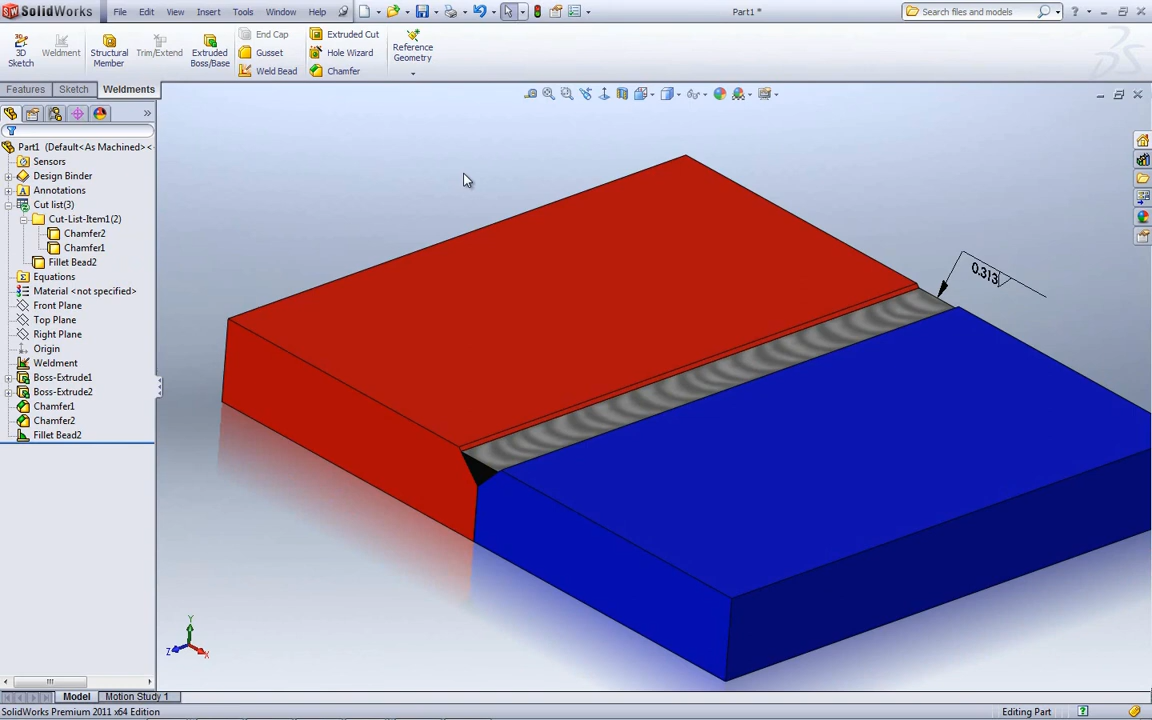 SolidWorks File Edit View Insert Tools Window Help Part1 * Search files and models ?
3D Sketch Weldment Structural Member Trim/Extend Extruded Boss/Base End Cap Gusset Weld Bead Extruded Cut Hole Wizard Chamfer Reference Geometry
Features Sketch Weldments
Part1 (Default<As Machined><
Sensors
Design Binder
Annotations
Cut list(3)
Cut-List-Item1(2)
Chamfer2
Chamfer1
Fillet Bead2
Equations
Material <not specified>
Front Plane
Top Plane
Right Plane
Origin
Weldment
Boss-Extrude1
Boss-Extrude2
Chamfer1
Chamfer2
Fillet Bead2
0.313
Y
Z X
Model Motion Study 1
SolidWorks Premium 2011 x64 Edition Editing Part